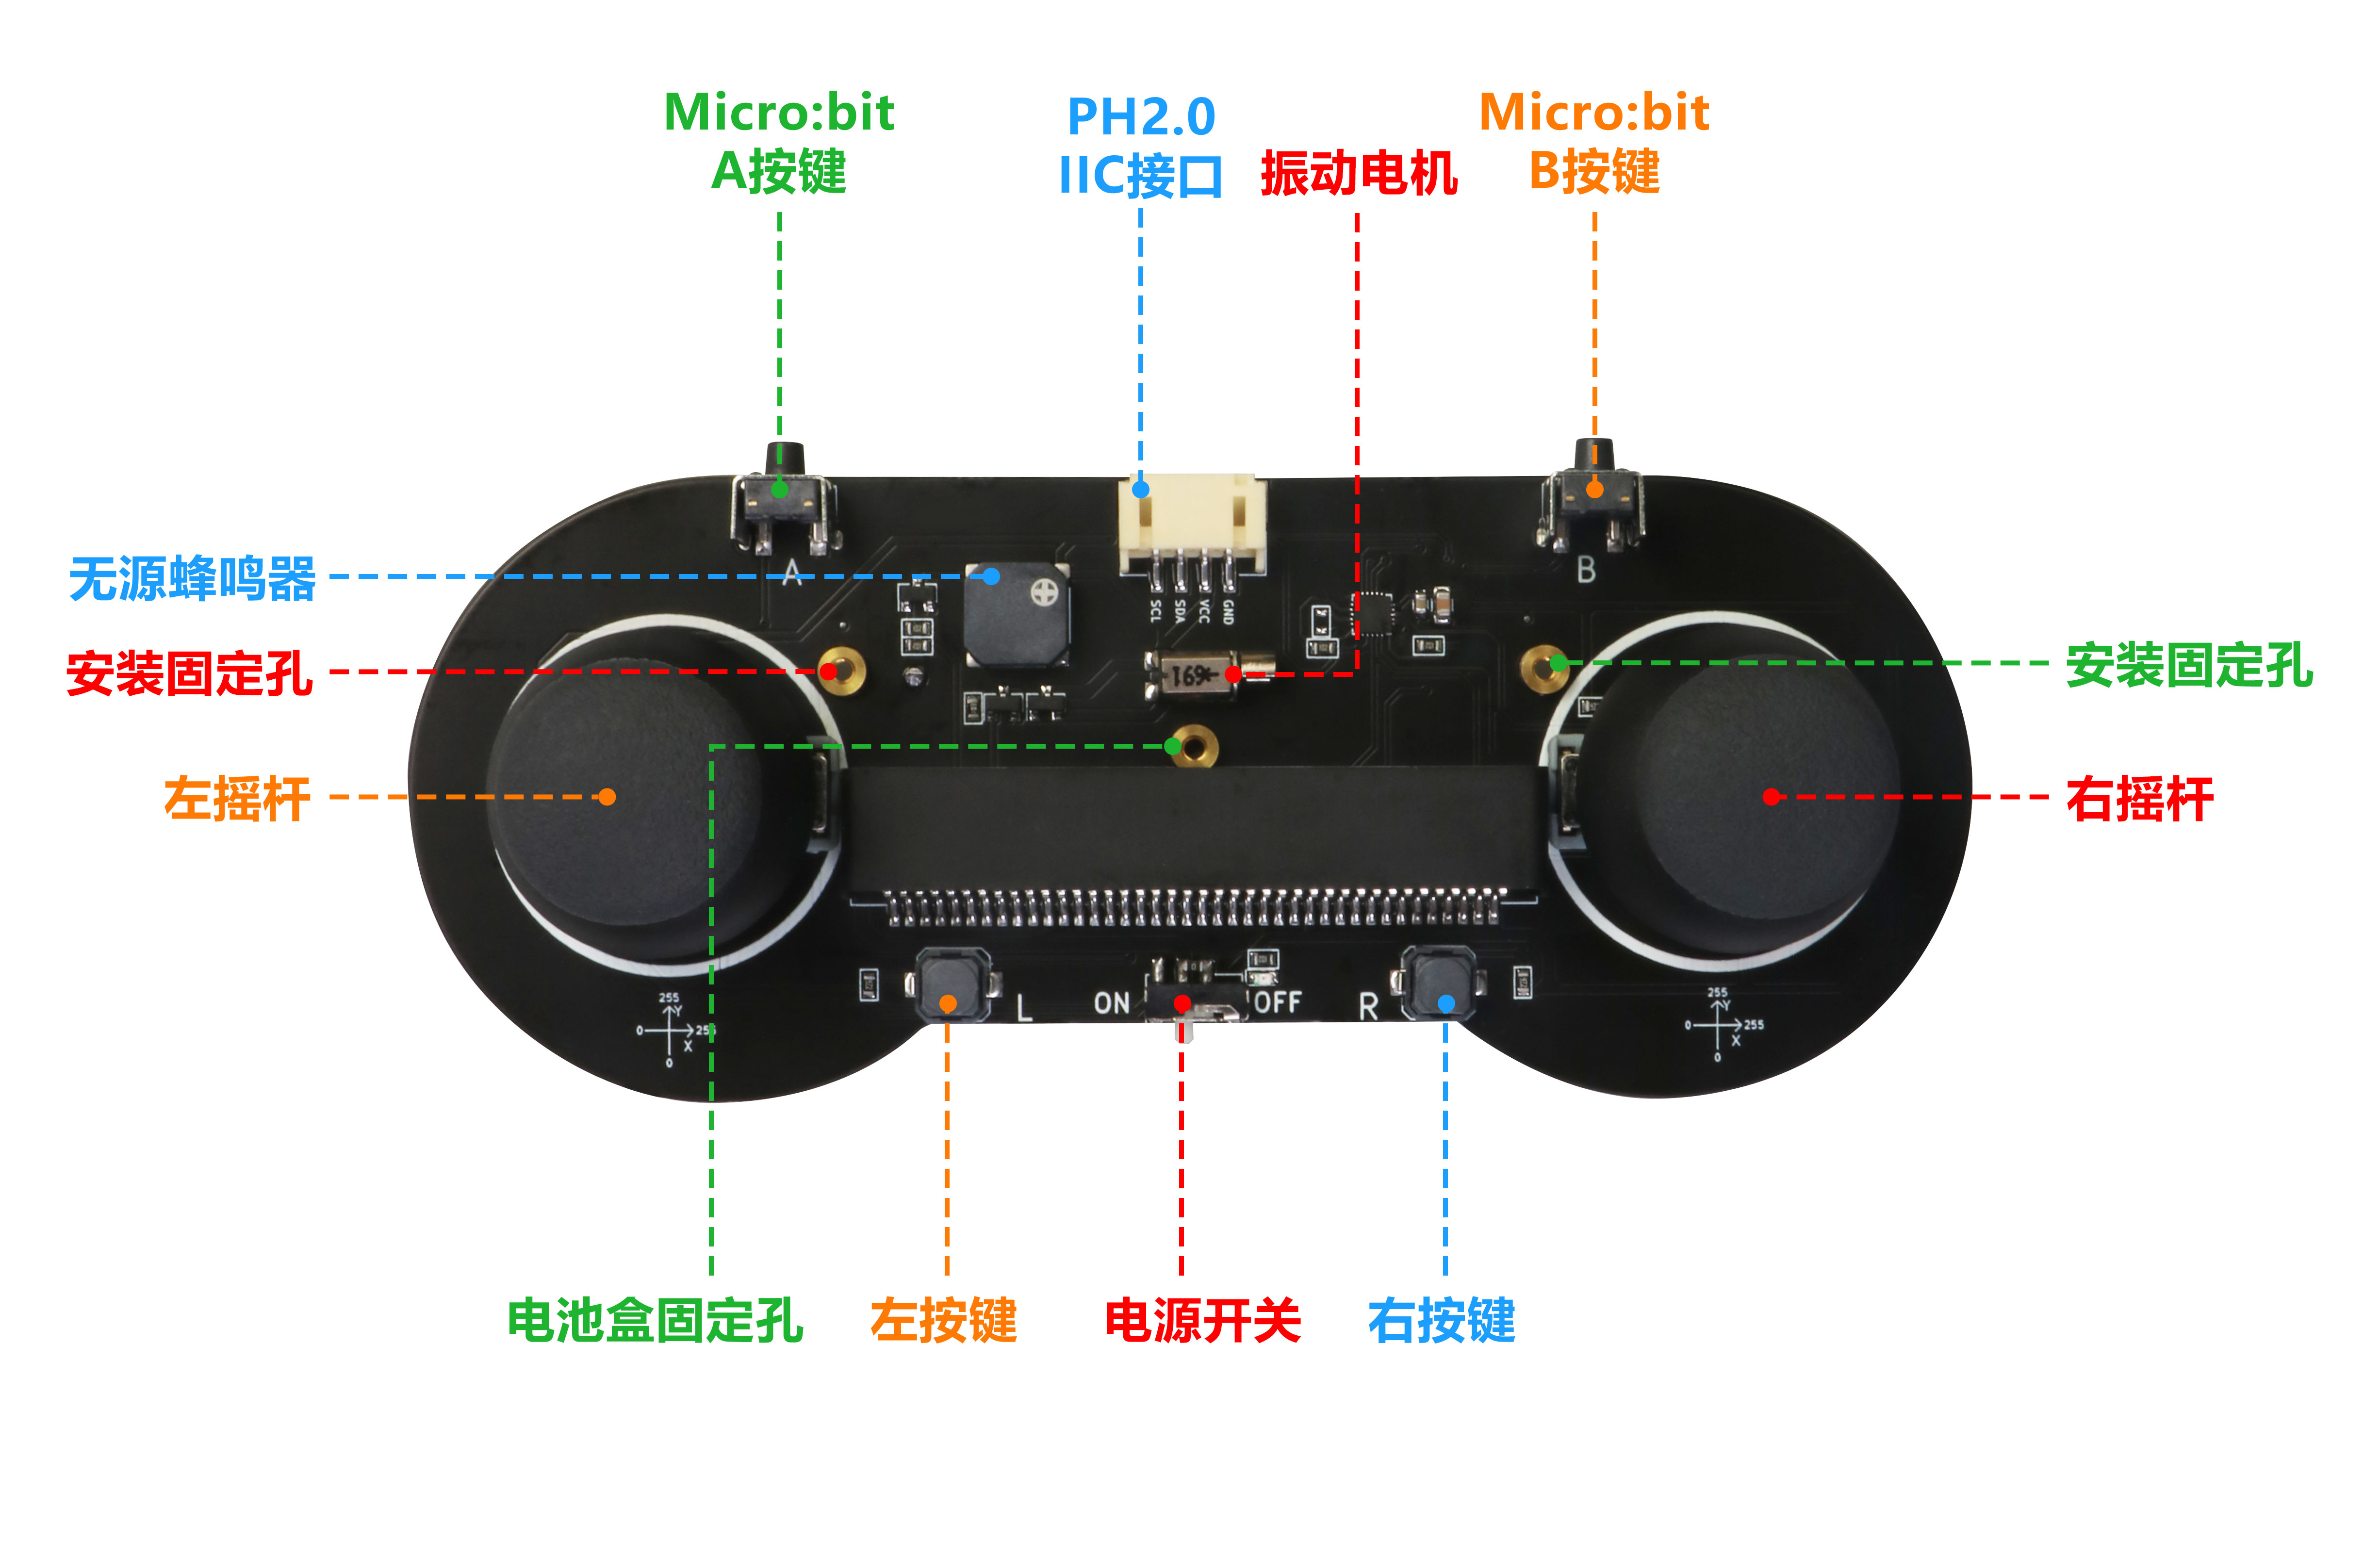 Micro:bit
A按键
PH2.0
IIC接口
振动电机
Micro:bit
B按键
无源蜂鸣器
A
B
SCL
SDA
VCC
GND
安装固定孔
169
安装固定孔
左摇杆
右摇杆
L
ON
OFF
R
255
Y
0
255
X
0
255
Y
0
255
X
0
电池盒固定孔
左按键
电源开关
右按键